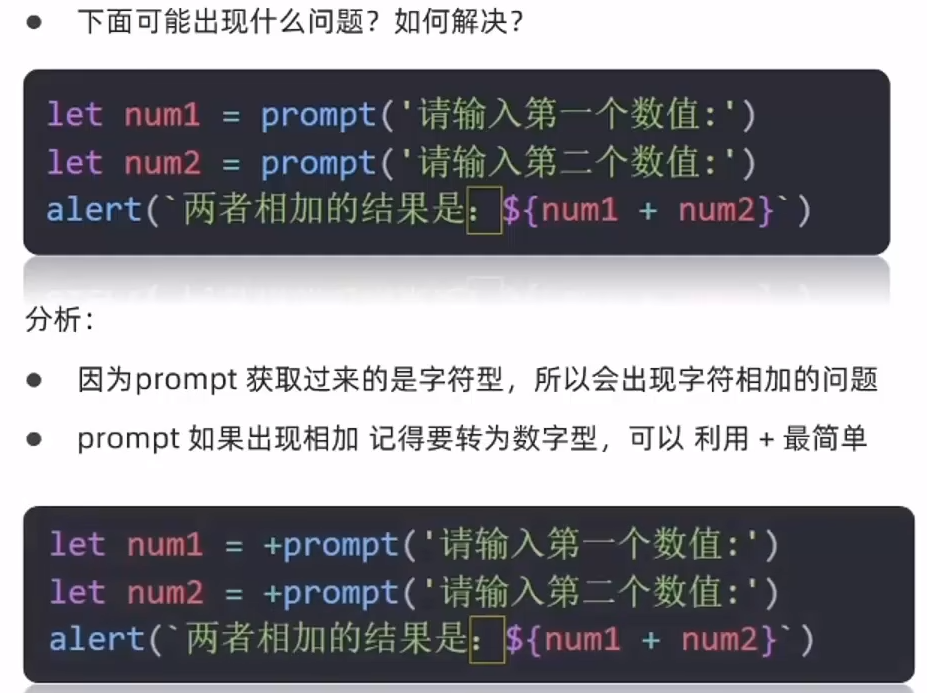 ● 下面可能出现什么问题？如何解决？
let num1 = prompt('请输入第一个数值:')
let num2 = prompt('请输入第二个数值:')
alert(`两者相加的结果是：${num1 + num2}`)
分析：
● 因为prompt 获取过来的是字符型，所以会出现字符相加的问题
● prompt 如果出现相加 记得要转为数字型，可以 利用 + 最简单
let num1 = +prompt('请输入第一个数值:')
let num2 = +prompt('请输入第二个数值:')
alert(`两者相加的结果是：${num1 + num2}`)